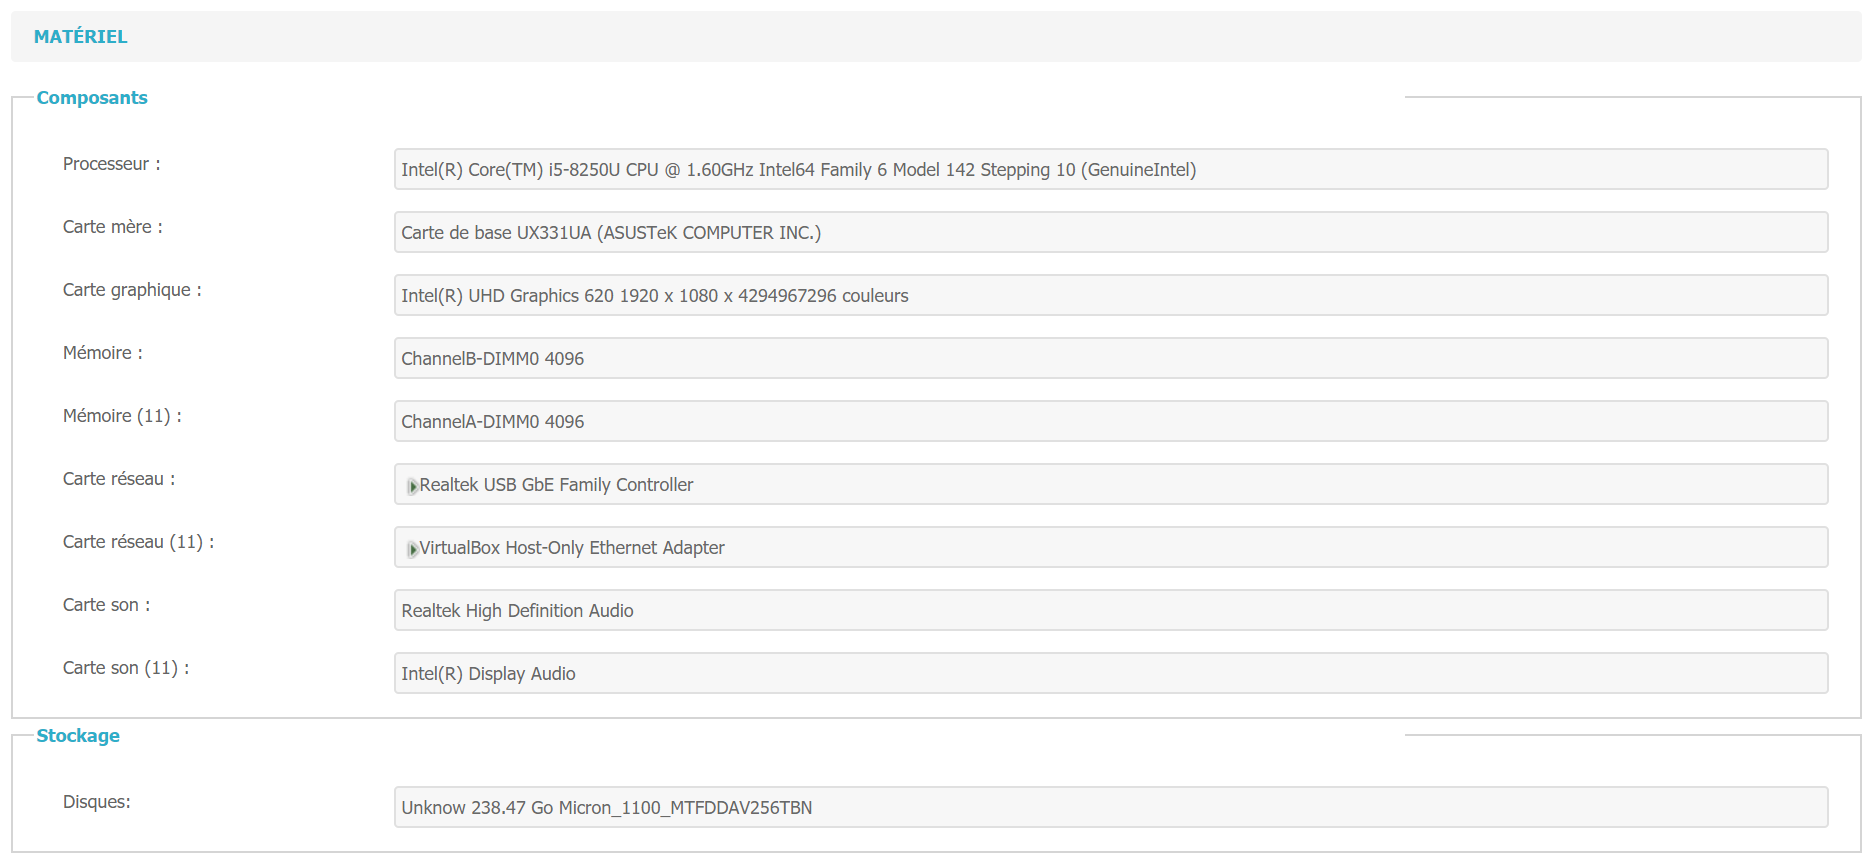 MATÉRIEL
Composants
Processeur : Intel(R) Core(TM) i5-8250U CPU @ 1.60GHz Intel64 Family 6 Model 142 Stepping 10 (GenuineIntel)
Carte mère : Carte de base UX331UA (ASUSTeK COMPUTER INC.)
Carte graphique : Intel(R) UHD Graphics 620 1920 x 1080 x 4294967296 couleurs
Mémoire : ChannelB-DIMM0 4096
Mémoire (11) : ChannelA-DIMM0 4096
Carte réseau : Realtek USB GbE Family Controller
Carte réseau (11) : VirtualBox Host-Only Ethernet Adapter
Carte son : Realtek High Definition Audio
Carte son (11) : Intel(R) Display Audio
Stockage
Disques: Unknow 238.47 Go Micron_1100_MTFDDAV256TBN